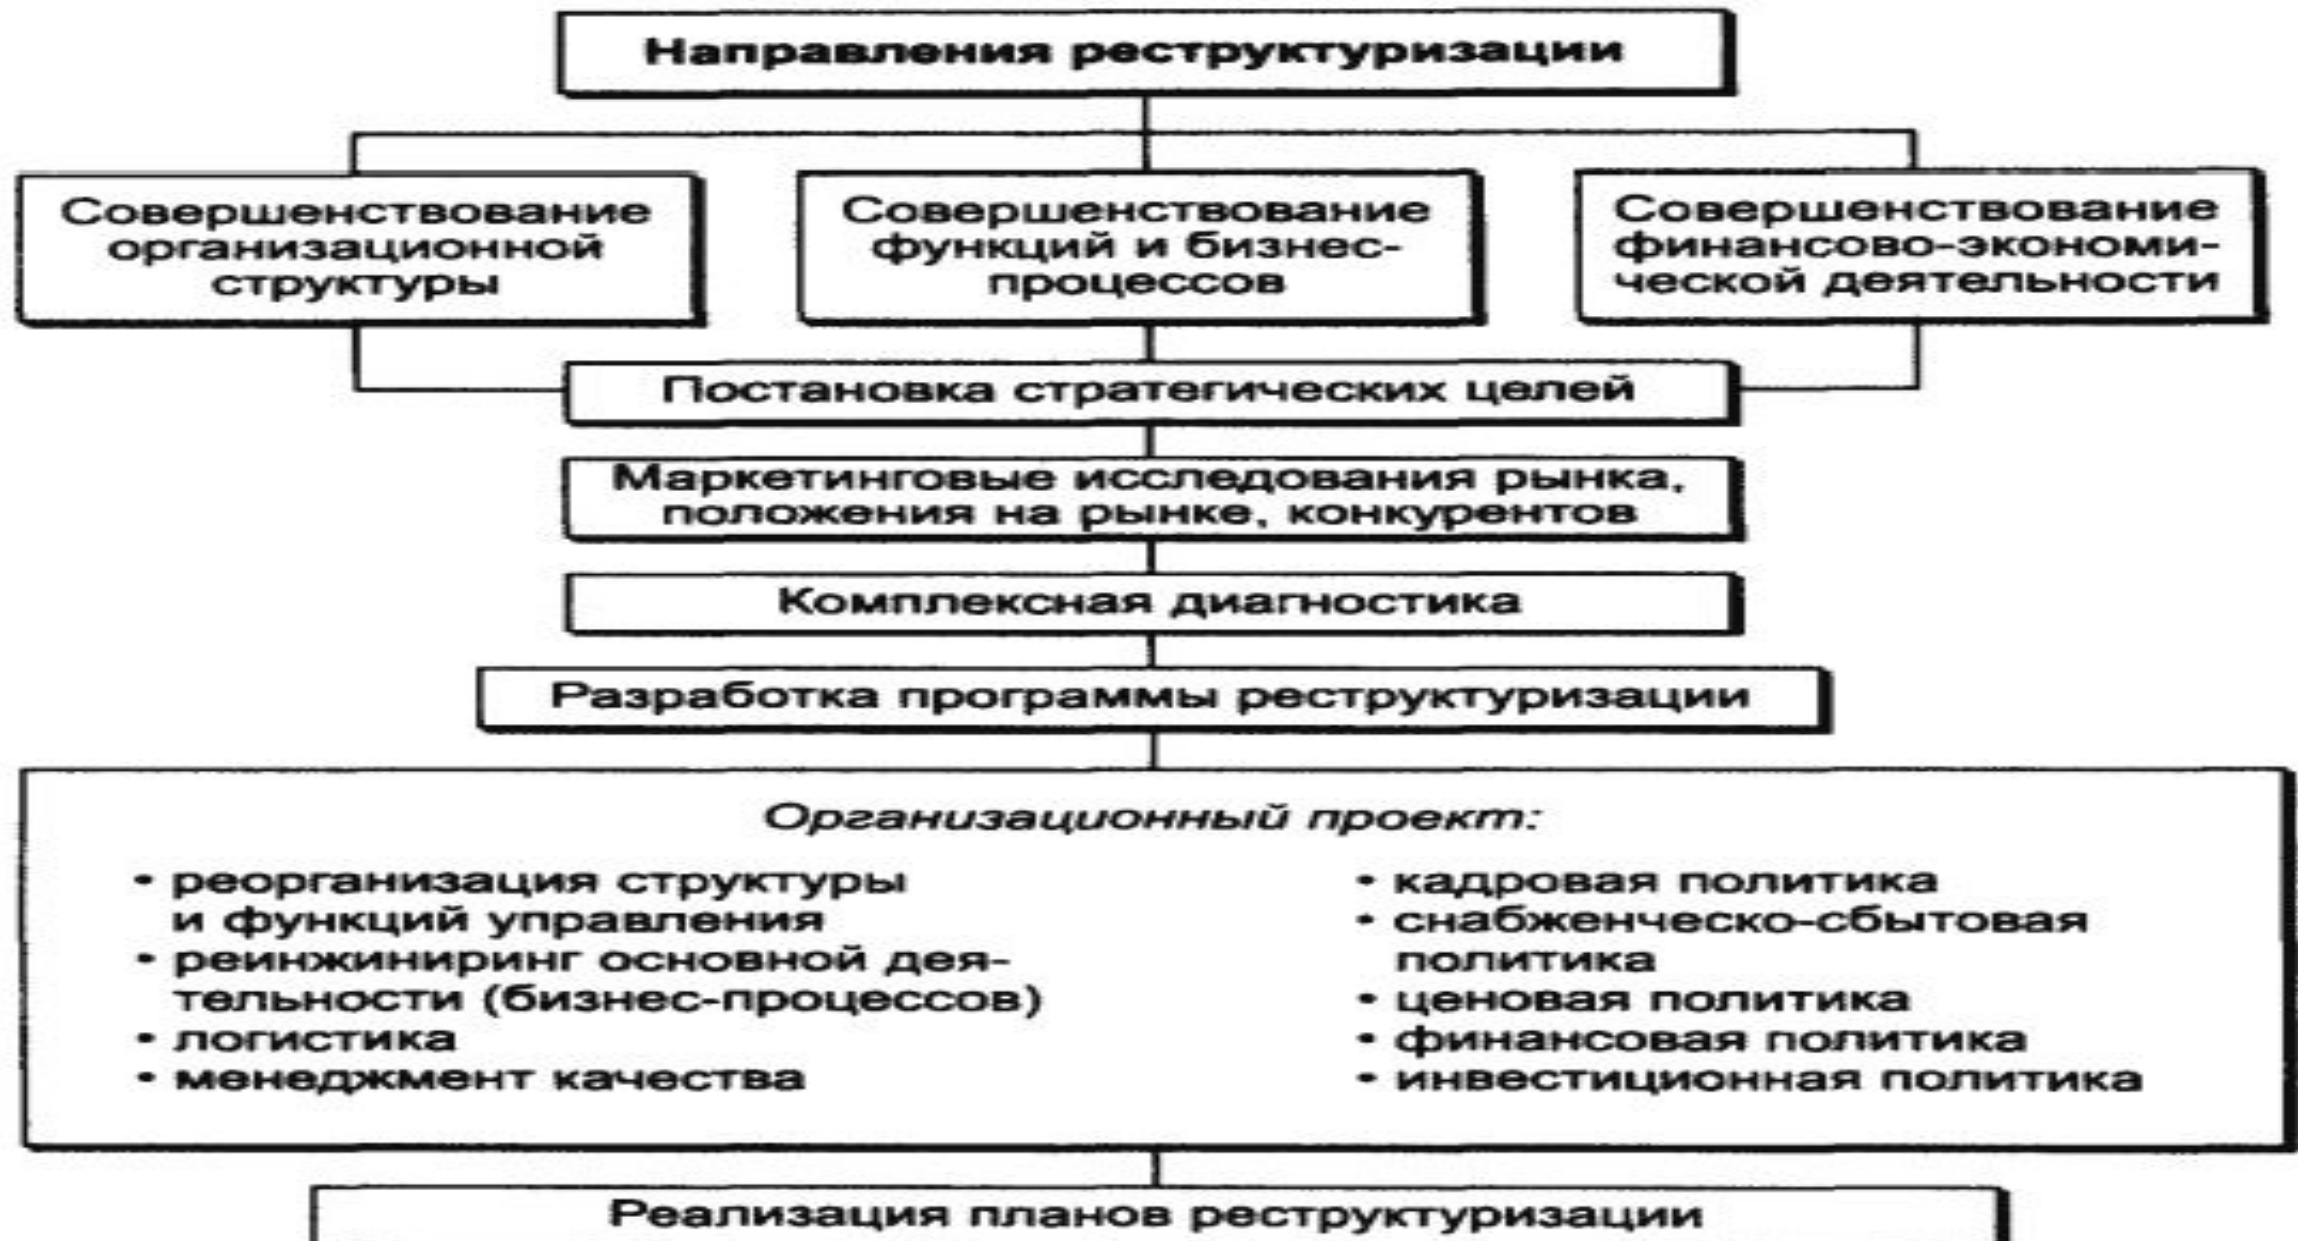 Направления реструктуризации
Совершенствование
организационной
структуры
Совершенствование
функций и бизнес-
процессов
Совершенствование
финансово-экономи-
ческой деятельности
Постановка стратегических целей
Маркетинговые исследования рынка,
положения на рынке, конкурентов
Комплексная диагностика
Разработка программы реструктуризации
Организационный проект:
• реорганизация структуры
и функций управления
• реинжиниринг основной дея-
тельности (бизнес-процессов)
• логистика
• менеджмент качества
• кадровая политика
• снабженческо-сбытовая
политика
• ценовая политика
• финансовая политика
• инвестиционная политика
Реализация планов реструктуризации